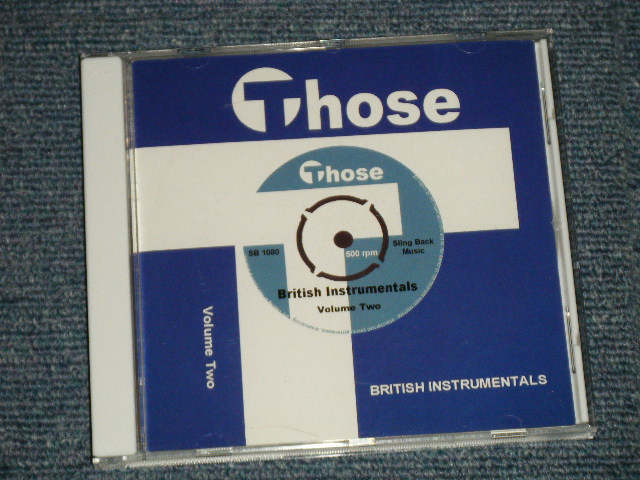 Those
Those
SB 1080
500 rpm
Sling Back
Music
British Instrumentals
Volume Two
Volume Two
BRITISH INSTRUMENTALS